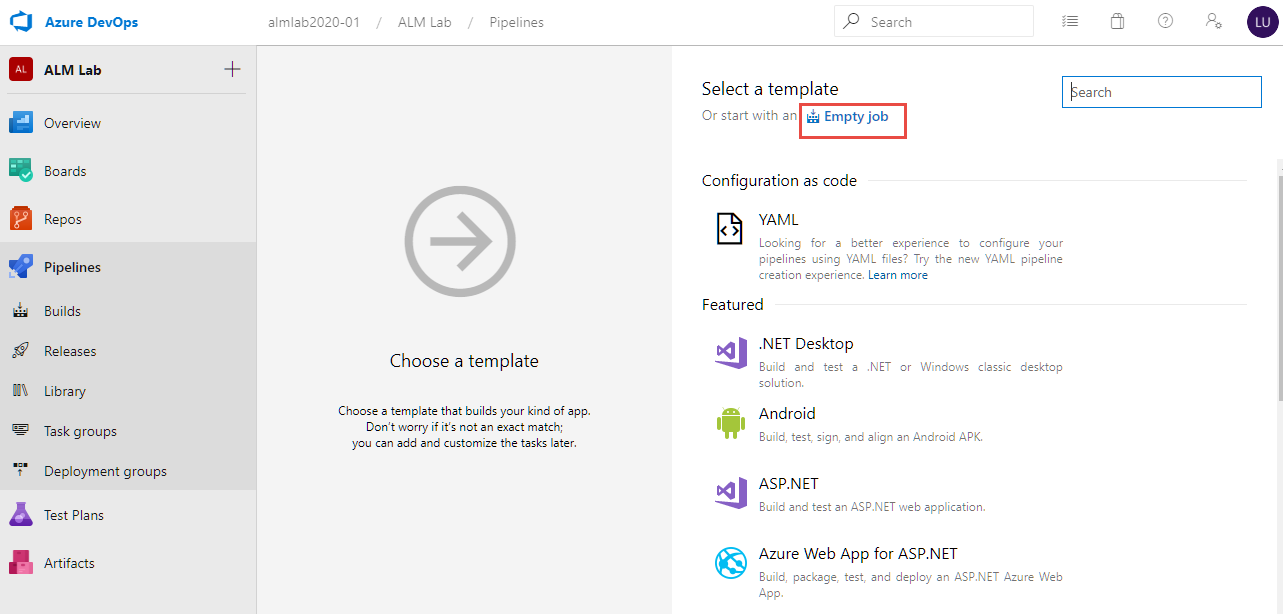 Azure DevOps
almlab2020-01 / ALM Lab / Pipelines
Search
LU
AL
ALM Lab
Overview
Boards
Repos
Pipelines
Builds
Releases
Library
Task groups
Deployment groups
Test Plans
Artifacts
Choose a template
Choose a template that builds your kind of app.
Don't worry if it's not an exact match;
you can add and customize the tasks later.
Select a template
Or start with an Empty job
Search
Configuration as code
YAML
Looking for a better experience to configure your
pipelines using YAML files? Try the new YAML pipeline
creation experience. Learn more
Featured
.NET Desktop
Build and test a .NET or Windows classic desktop
solution.
Android
Build, test, sign, and align an Android APK.
ASP.NET
Build and test an ASP.NET web application.
Azure Web App for ASP.NET
Build, package, test, and deploy an ASP.NET Azure Web
App.